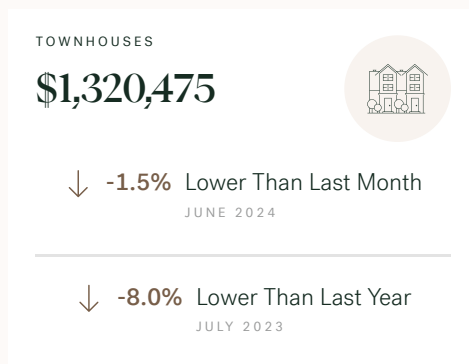 TOWNHOUSES
$1,320,475
-1.5% Lower Than Last Month
JUNE 2024
-8.0% Lower Than Last Year
JULY 2023